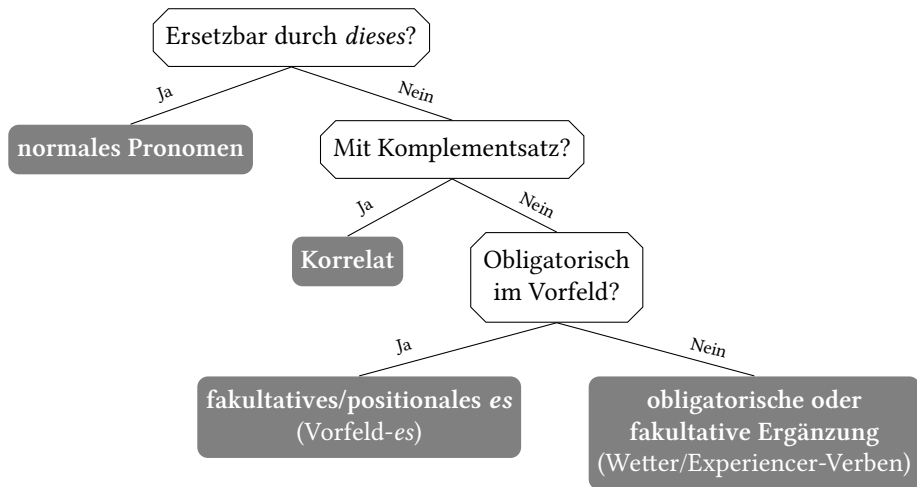 Ersetzbar durch dieses?
Ja
Nein
normales Pronomen
Mit Komplementsatz?
Ja
Nein
Korrelat
Obligatorisch
im Vorfeld?
Ja
Nein
fakultatives/positionales es
(Vorfeld-es)
obligatorische oder
fakultative Ergänzung
(Wetter/Experiencer-Verben)